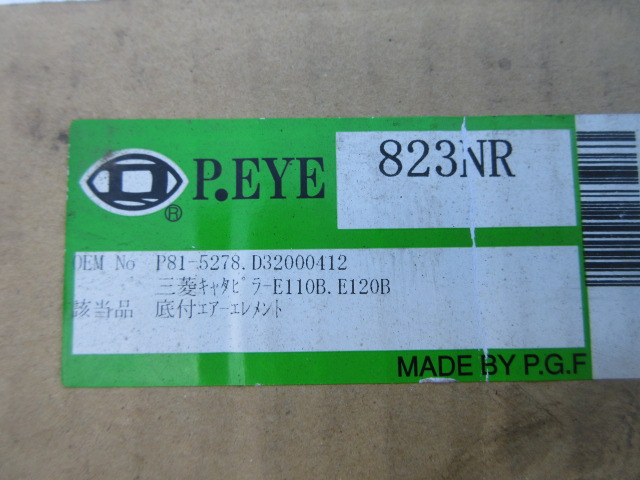 P.EYE
®
823NR
OEM No P81-5278.D32000412
三菱ｷｬﾀﾋﾟﾗｰE110B.E120B
該当品 底付ｴｱｰｴﾚﾒﾝﾄ
MADE BY P.G.F